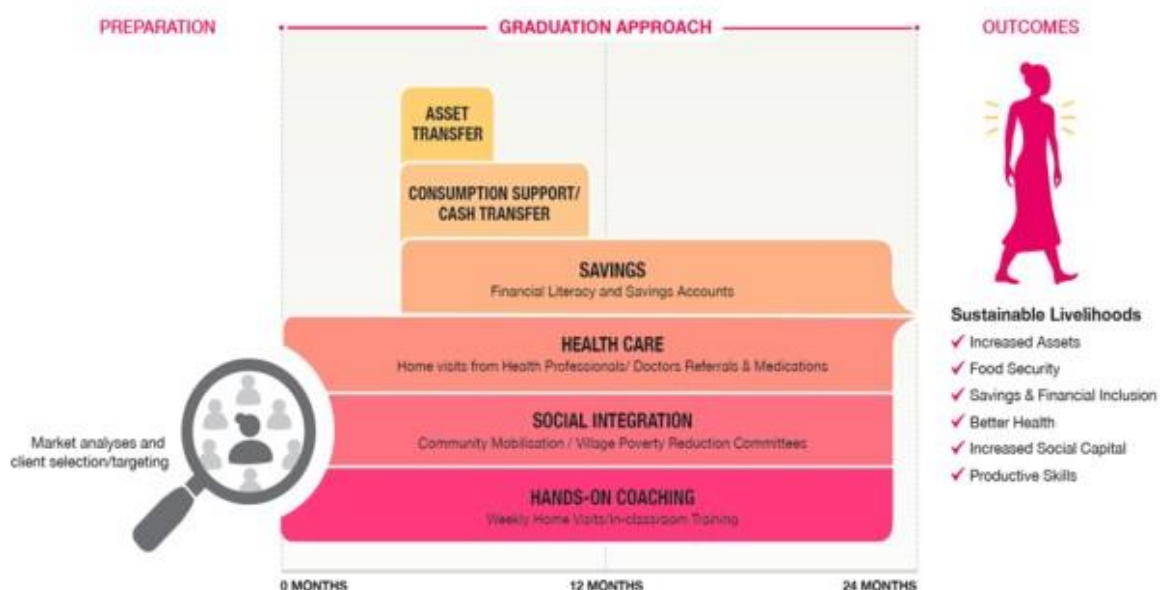 PREPARATION
GRADUATION APPROACH
OUTCOMES
ASSET
TRANSFER
CONSUMPTION SUPPORT/
CASH TRANSFER
SAVINGS
Financial Literacy and Savings Accounts
HEALTH CARE
Home visits from Health Professionals/ Doctors Referrals & Medications
SOCIAL INTEGRATION
Community Mobilisation / Village Poverty Reduction Committees
HANDS-ON COACHING
Weekly Home Visits/In-classroom Training
Market analyses and
client selection/targeting
Sustainable Livelihoods
Increased Assets
Food Security
Savings & Financial Inclusion
Better Health
Increased Social Capital
Productive Skills
0 MONTHS
12 MONTHS
24 MONTHS